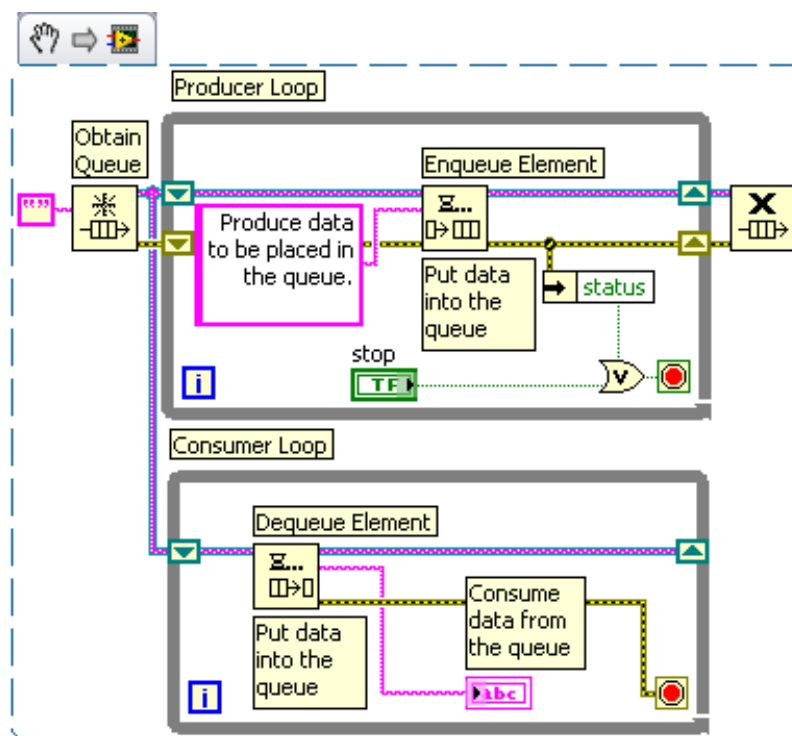 Producer Loop
Obtain
Queue
Enqueue Element
""
Produce data
to be placed in
the queue.
Put data
into the
queue
status
stop
TF
V
i
Consumer Loop
Dequeue Element
Consume
data from
the queue
Put data
into the
queue
abc
i